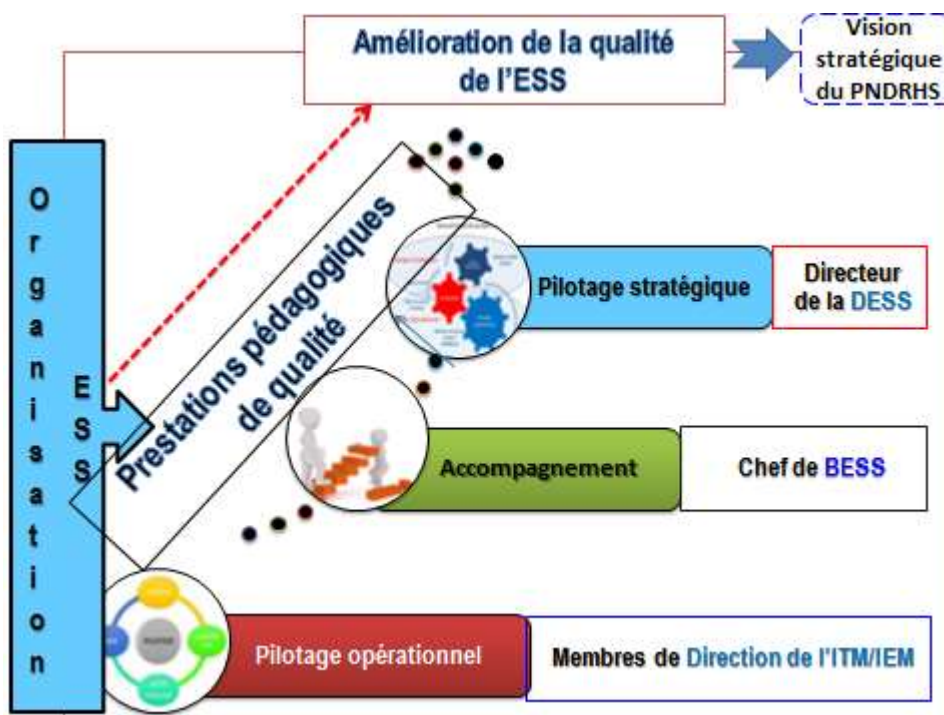 Amélioration de la qualité
de l'ESS
Vision
stratégique
du PNDRHS
Organisation
ESS
Prestations pédagogiques
de qualité
Pilotage stratégique
Directeur
de la DESS
Accompagnement
Chef de BESS
Pilotage opérationnel
Membres de Direction de l'ITM/IEM